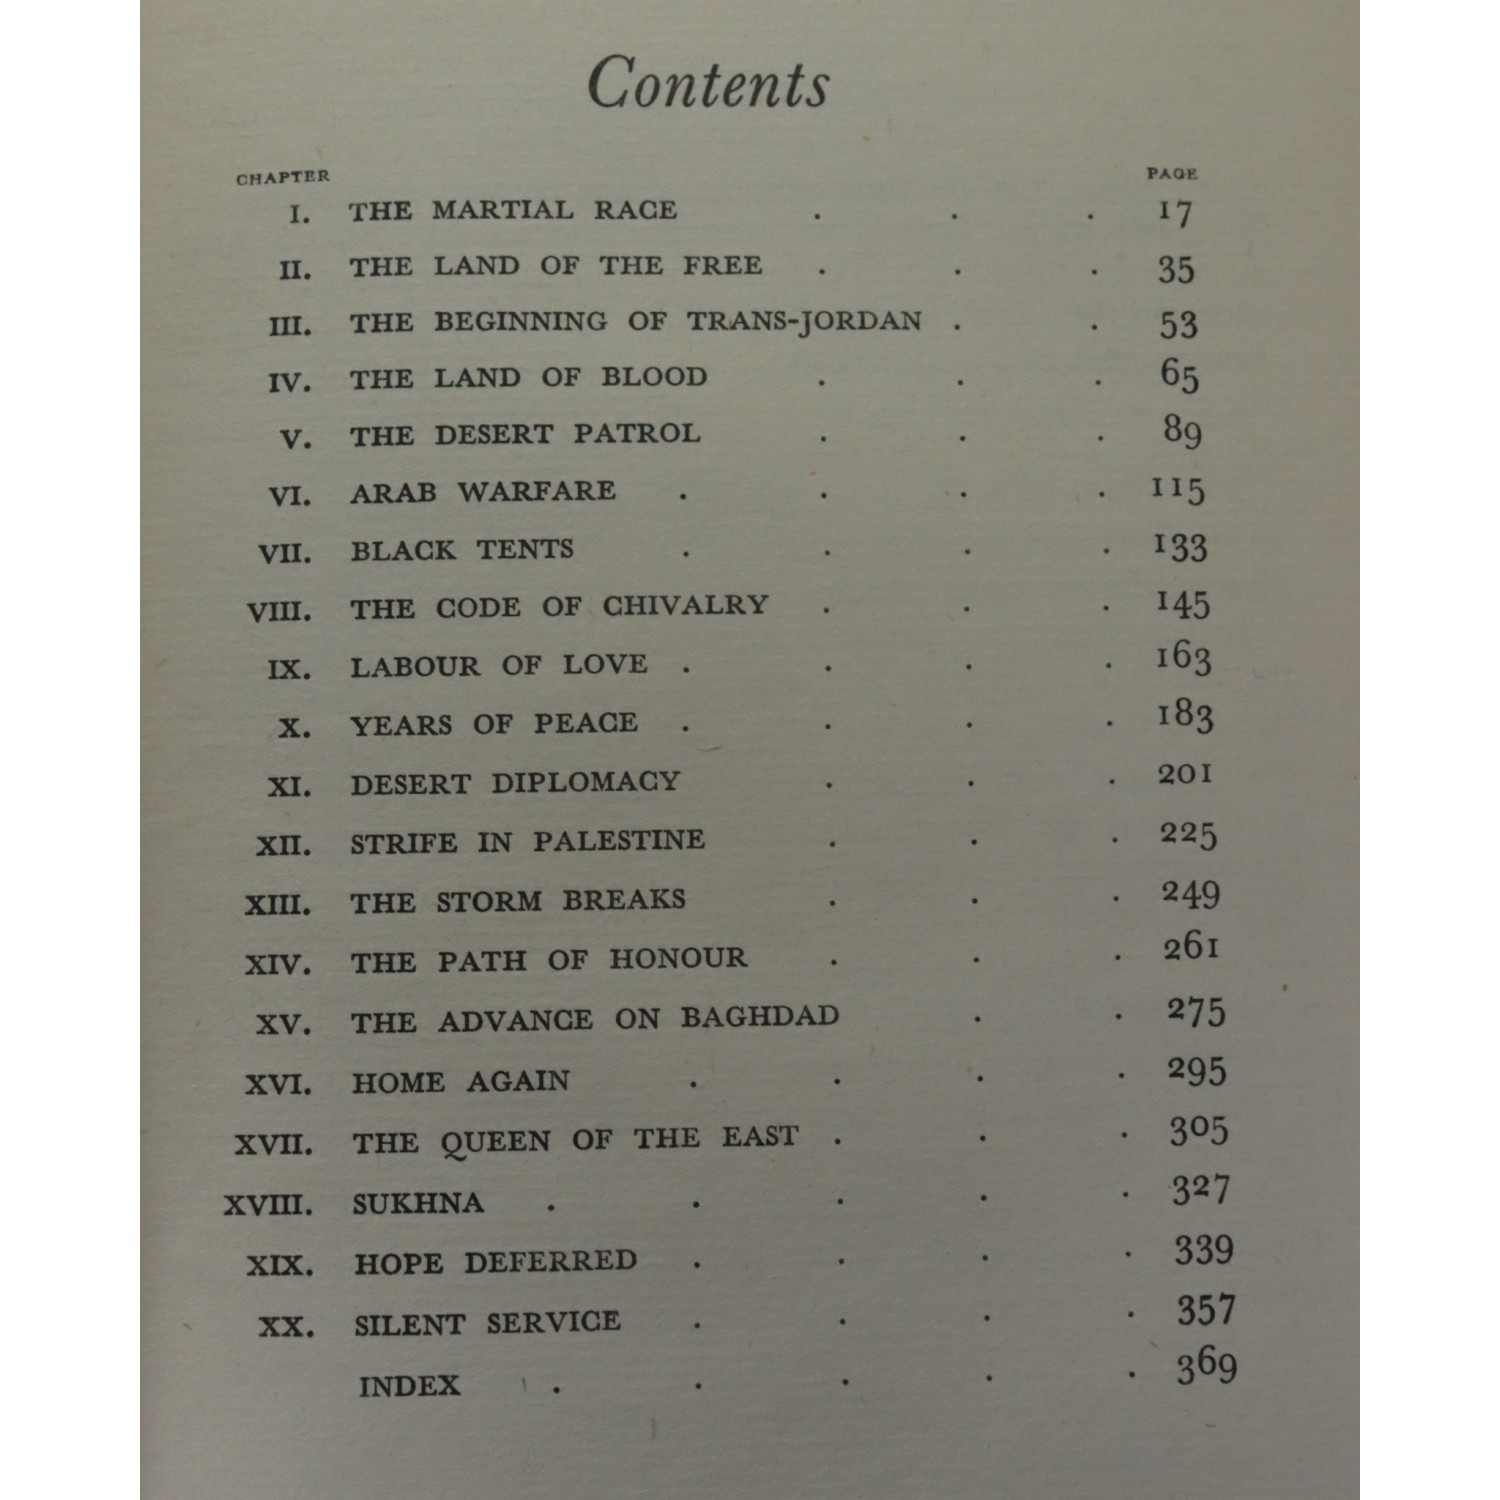 Contents
CHAPTER PAGE
I. THE MARTIAL RACE . . . 17
II. THE LAND OF THE FREE . . . 35
III. THE BEGINNING OF TRANS-JORDAN . . 53
IV. THE LAND OF BLOOD . . . 65
V. THE DESERT PATROL . . . 89
VI. ARAB WARFARE . . . . 115
VII. BLACK TENTS . . . . 133
VIII. THE CODE OF CHIVALRY . . . 145
IX. LABOUR OF LOVE . . . . 163
X. YEARS OF PEACE . . . . 183
XI. DESERT DIPLOMACY . . . 201
XII. STRIFE IN PALESTINE . . . 225
XIII. THE STORM BREAKS . . . 249
XIV. THE PATH OF HONOUR . . . 261
XV. THE ADVANCE ON BAGHDAD . . 275
XVI. HOME AGAIN . . . . 295
XVII. THE QUEEN OF THE EAST . . . 305
XVIII. SUKHNA . . . . . 327
XIX. HOPE DEFERRED . . . . 339
XX. SILENT SERVICE . . . . 357
INDEX . . . . . 369